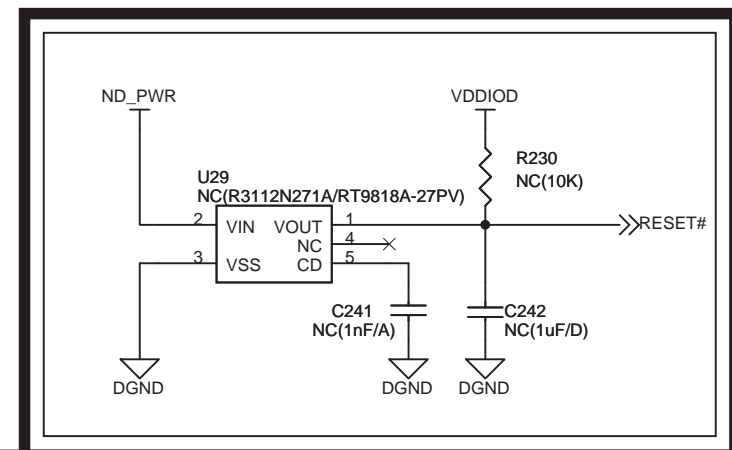 ND_PWR
VDDIOD
U29
NC(R3112N271A/RT9818A-27PV)
R230
NC(10K)
2 VIN VOUT 1
NC 4
3 VSS CD 5
RESET#
C241
NC(1nF/A)
C242
NC(1uF/D)
DGND
DGND
DGND